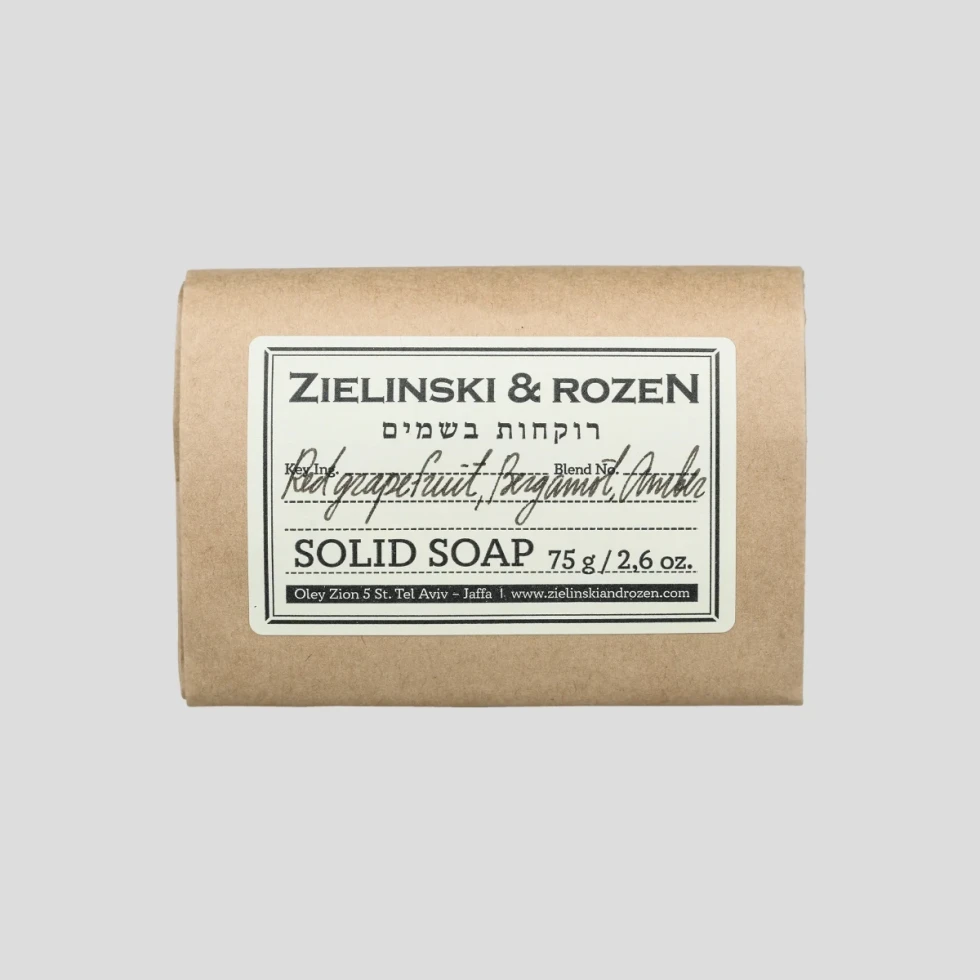 ZIELINSKI & ROZEN
רוקחות בשמים
Key Ing. Blend No.
Red grapefruit, Bergamot, Amber
SOLID SOAP 75 g / 2,6 oz.
Oley Zion 5 St. Tel Aviv – Jaffa | www.zielinskiandrozen.com